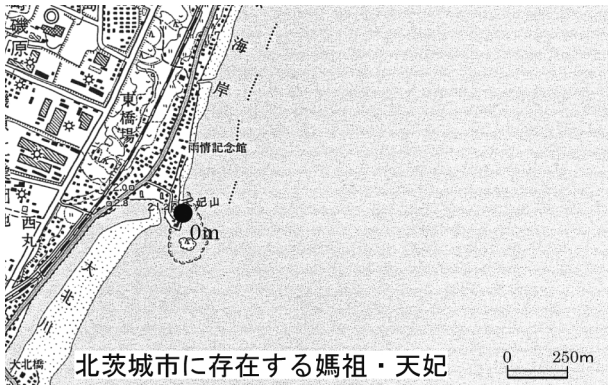 磯原
海岸
東橋場
雨情記念館
妃山
0m
西丸
大北川
大北橋
0 250m
北茨城市に存在する媽祖・天妃